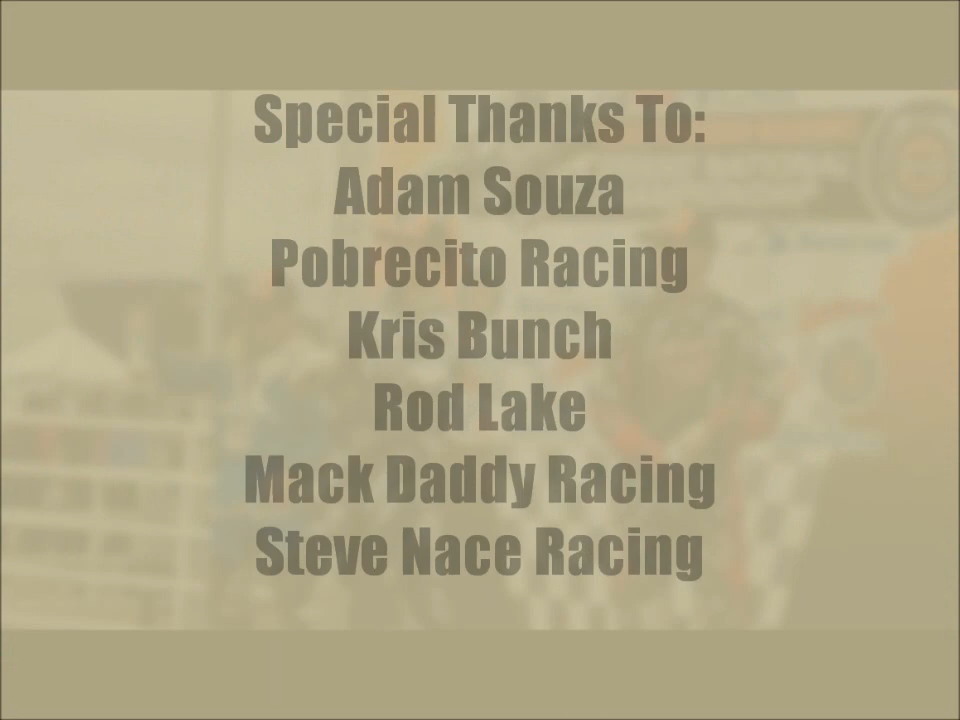 Special Thanks To:
Adam Souza
Pobrecito Racing
Kris Bunch
Rod Lake
Mack Daddy Racing
Steve Nace Racing